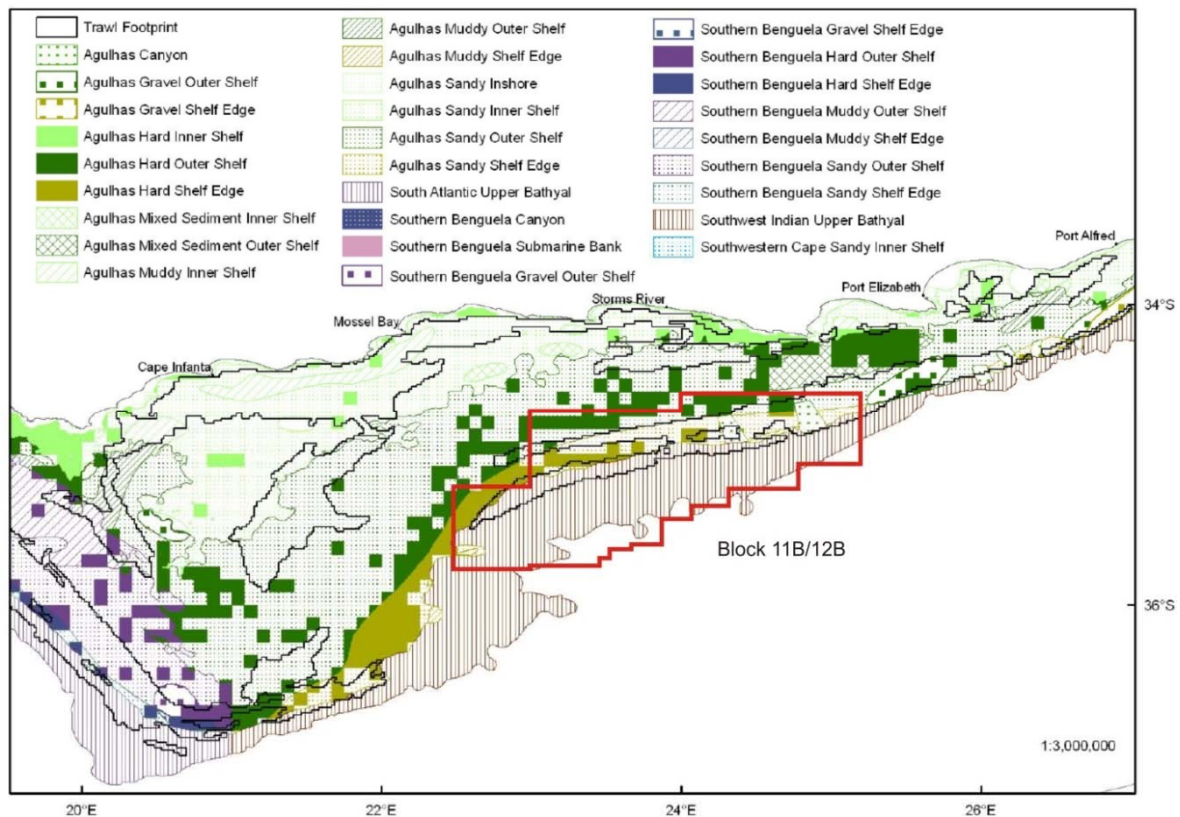 Trawl Footprint
Agulhas Canyon
Agulhas Gravel Outer Shelf
Agulhas Gravel Shelf Edge
Agulhas Hard Inner Shelf
Agulhas Hard Outer Shelf
Agulhas Hard Shelf Edge
Agulhas Mixed Sediment Inner Shelf
Agulhas Mixed Sediment Outer Shelf
Agulhas Muddy Inner Shelf
Agulhas Muddy Outer Shelf
Agulhas Muddy Shelf Edge
Agulhas Sandy Inshore
Agulhas Sandy Inner Shelf
Agulhas Sandy Outer Shelf
Agulhas Sandy Shelf Edge
South Atlantic Upper Bathyal
Southern Benguela Canyon
Southern Benguela Submarine Bank
Southern Benguela Gravel Outer Shelf
Southern Benguela Gravel Shelf Edge
Southern Benguela Hard Outer Shelf
Southern Benguela Hard Shelf Edge
Southern Benguela Muddy Outer Shelf
Southern Benguela Muddy Shelf Edge
Southern Benguela Sandy Outer Shelf
Southern Benguela Sandy Shelf Edge
Southwest Indian Upper Bathyal
Southwestern Cape Sandy Inner Shelf
Port Alfred
Port Elizabeth
Storms River
Mossel Bay
Cape Infanta
34°S
Block 11B/12B
36°S
1:3,000,000
20°E
22°E
24°E
26°E